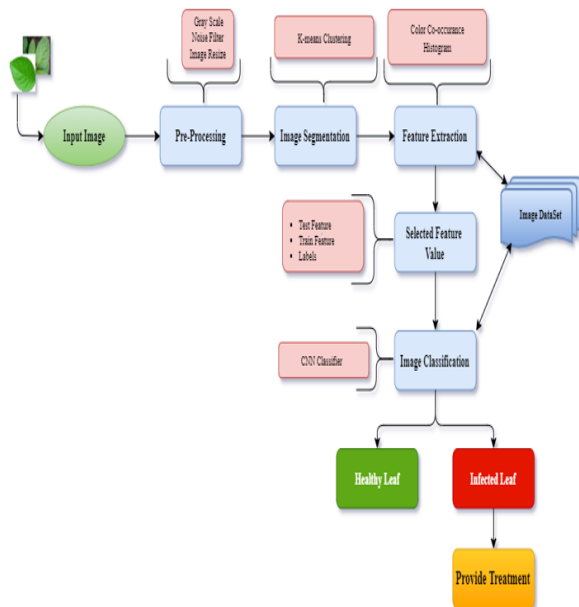 Gray Scale
Noise Filter
Image Resize
K-means Clustering
Color Co-occurance
Histogram
Input Image
Pre-Processing
Image Segmentation
Feature Extraction
Image DataSet
• Test Feature
• Train Feature
• Labels
Selected Feature
Value
CNN Classifier
Image Classification
Healthy Leaf
Infected Leaf
Provide Treatment